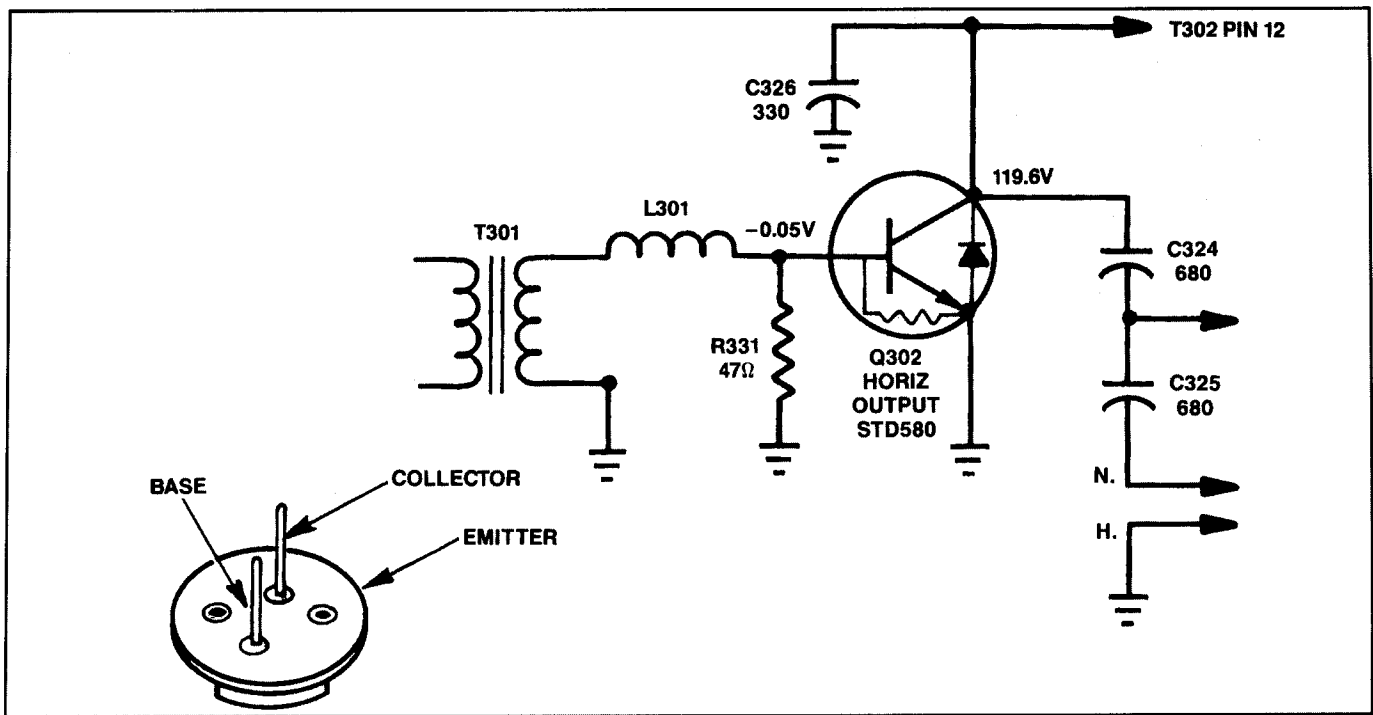 T302 PIN 12
C326
330
119.6V
L301
−0.05V
T301
C324
680
R331
47Ω
Q302
HORIZ
OUTPUT
STD580
C325
680
N.
H.
BASE
COLLECTOR
EMITTER